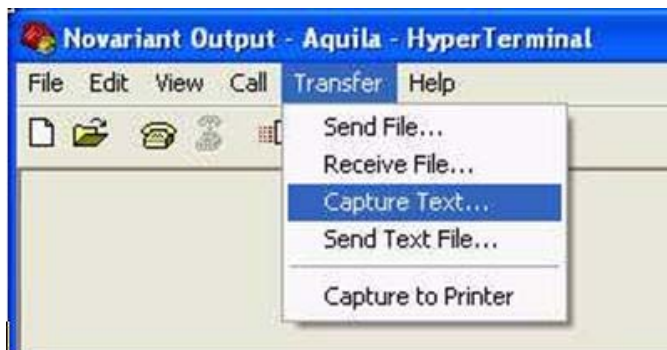 Novariant Output - Aquila - HyperTerminal
File Edit View Call Transfer Help
Send File...
Receive File...
Capture Text...
Send Text File...
Capture to Printer